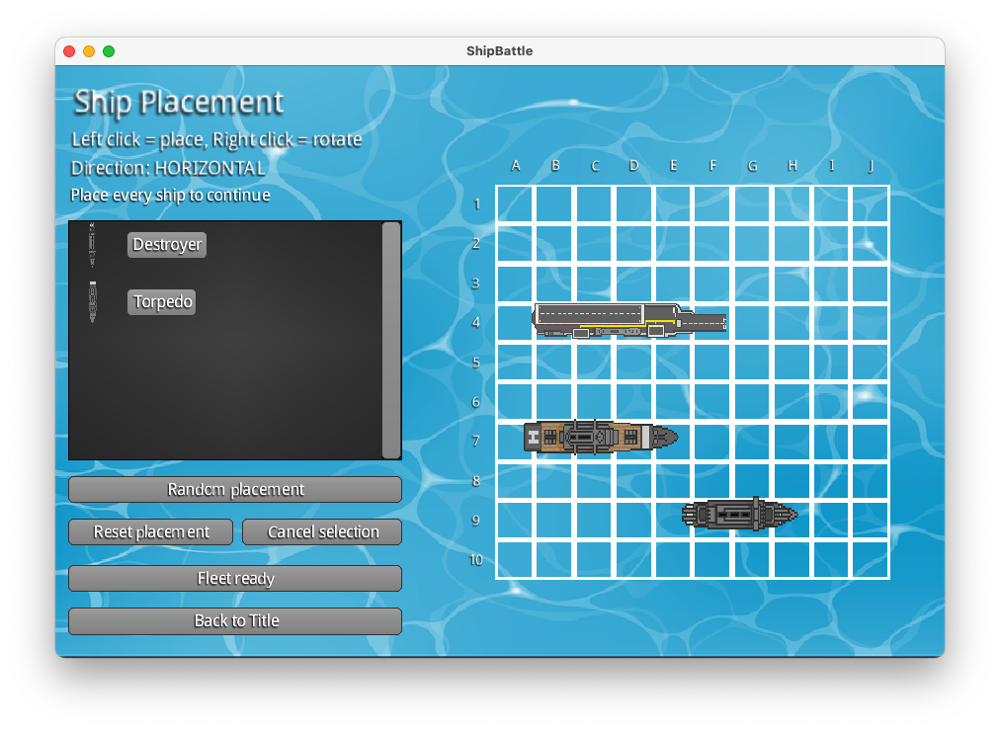 ShipBattle
Ship Placement
Left click = place, Right click = rotate
Direction: HORIZONTAL
Place every ship to continue
Destroyer
Torpedo
Random placement
Reset placement
Cancel selection
Fleet ready
Back to Title
A B C D E F G H I J
1
2
3
4
5
6
7
8
9
10
H